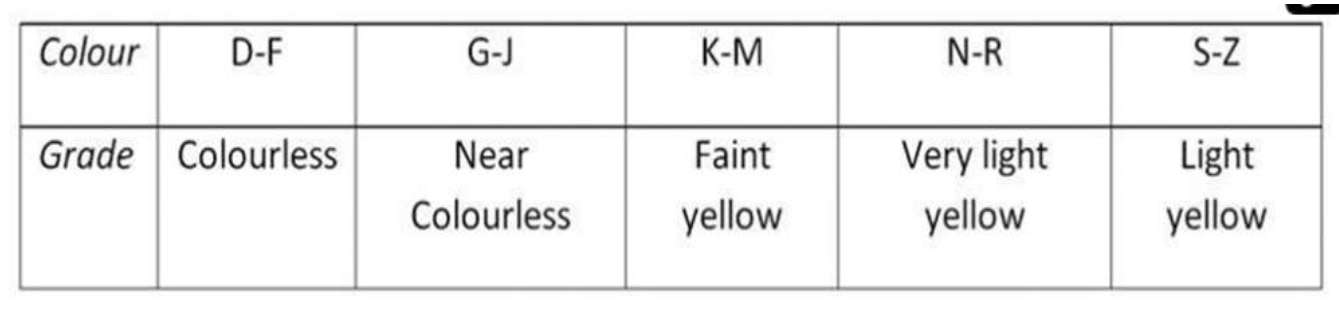 Colour D-F G-J K-M N-R S-Z
Grade Colourless Near Faint Very light Light
Colourless yellow yellow yellow